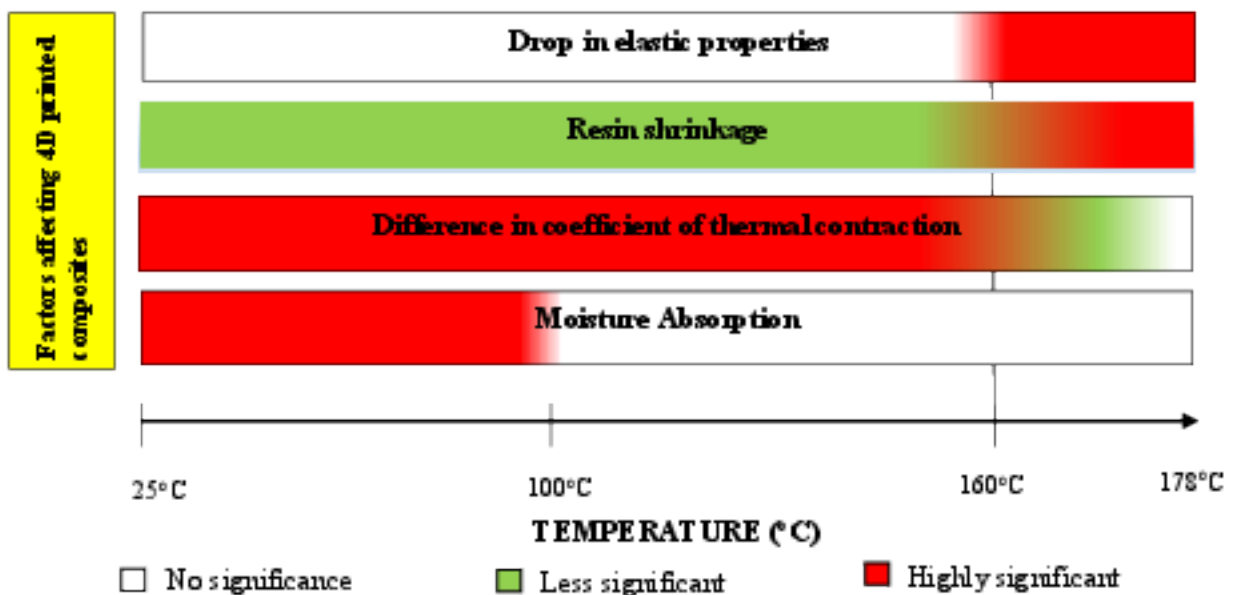 Factors affecting 4D printed
composites
Drop in elastic properties
Resin shrinkage
Difference in coefficient of thermal contraction
Moisture Absorption
25°C
100°C
160°C
178°C
TEMPERATURE (°C)
No significance
Less significant
Highly significant